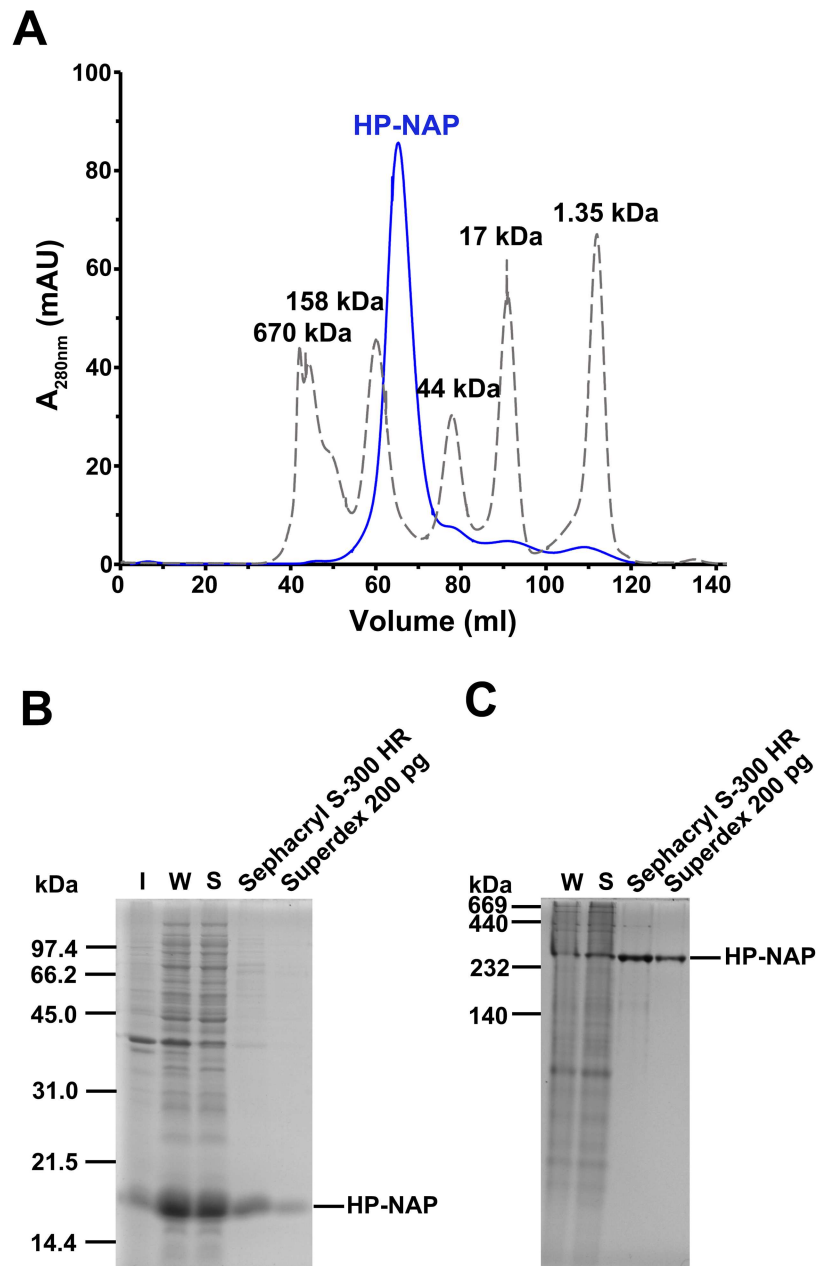 A
HP-NAP
1.35 kDa
17 kDa
158 kDa
670 kDa
44 kDa
A280nm (mAU)
100
80
60
40
20
0
0 20 40 60 80 100 120 140
Volume (ml)
B
kDa I W S Sephacryl S-300 HR Superdex 200 pg
97.4
66.2
45.0
31.0
21.5
HP-NAP
14.4
C
kDa W S Sephacryl S-300 HR Superdex 200 pg
669
440
HP-NAP
232
140